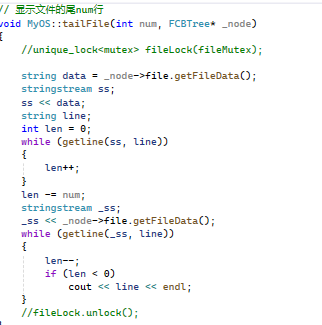 // 显示文件的尾num行
void MyOS::tailFile(int num, FCBTree* _node)
{
//unique_lock<mutex> fileLock(fileMutex);
string data = _node->file.getFileData();
stringstream ss;
ss << data;
string line;
int len = 0;
while (getline(ss, line))
{
len++;
}
len -= num;
stringstream _ss;
_ss << _node->file.getFileData();
while (getline(_ss, line))
{
len--;
if (len < 0)
cout << line << endl;
}
//fileLock.unlock();